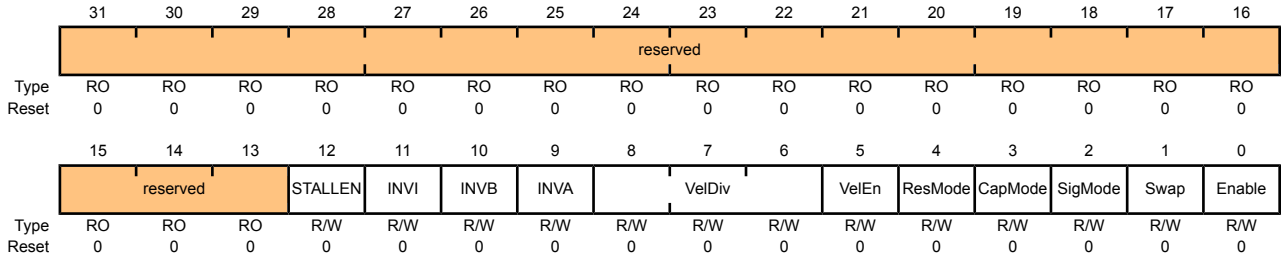 31 30 29 28 27 26 25 24 23 22 21 20 19 18 17 16
reserved
Type RO RO RO RO RO RO RO RO RO RO RO RO RO RO RO RO
Reset 0 0 0 0 0 0 0 0 0 0 0 0 0 0 0 0
15 14 13 12 11 10 9 8 7 6 5 4 3 2 1 0
reserved STALLEN INVI INVB INVA VelDiv VelEn ResMode CapMode SigMode Swap Enable
Type RO RO RO R/W R/W R/W R/W R/W R/W R/W R/W R/W R/W R/W R/W R/W
Reset 0 0 0 0 0 0 0 0 0 0 0 0 0 0 0 0